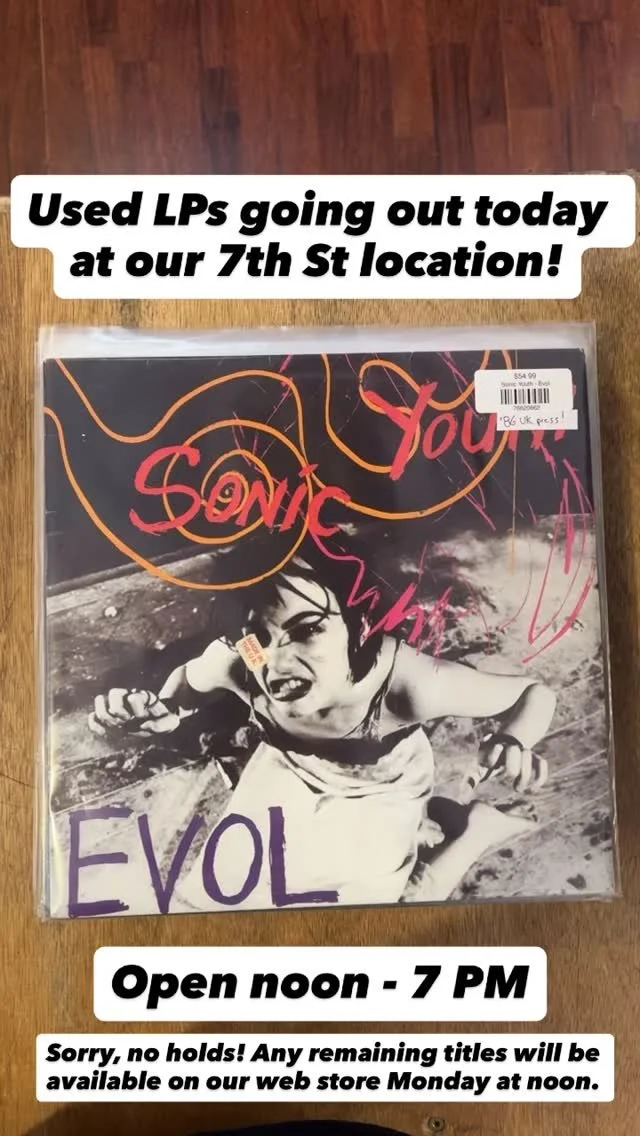 Used LPs going out today
at our 7th St location!
$54.99
Sonic Youth - Evol
'86 UK press!
SONIC
YOUTH
EVOL
Open noon - 7 PM
Sorry, no holds! Any remaining titles will be
available on our web store Monday at noon.